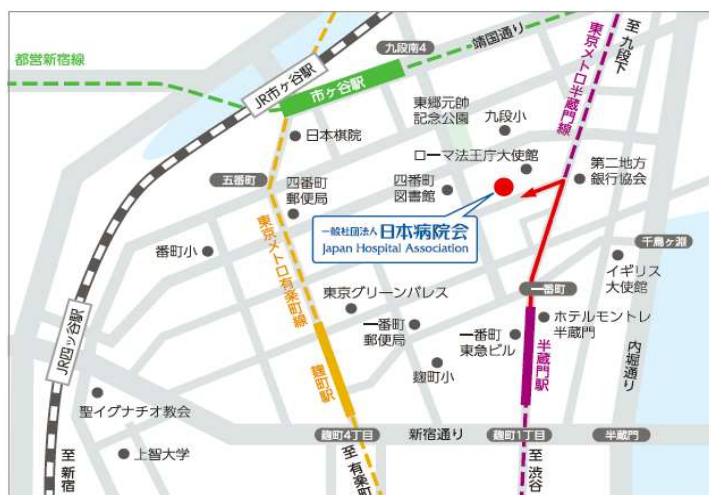 都営新宿線
JR市ヶ谷駅
市ヶ谷駅
九段南4
靖国通り
東京メトロ半蔵門線
至 九段下
東郷元帥
記念公園
九段小
日本棋院
ローマ法王庁大使館
第二地方
銀行協会
五番町
四番町
郵便局
四番町
図書館
一般社団法人 日本病院会
Japan Hospital Association
番町小
東京メトロ有楽町線
千鳥ヶ淵
イギリス
大使館
一番町
東京グリーンパレス
ホテルモントレ
半蔵門
一番町
郵便局
一番町
東急ビル
JR四ッ谷駅
麹町駅
麹町小
半蔵門駅
内堀通り
聖イグナチオ教会
麹町4丁目
新宿通り
麹町1丁目
半蔵門
上智大学
至 新宿
至 有楽町
至 渋谷